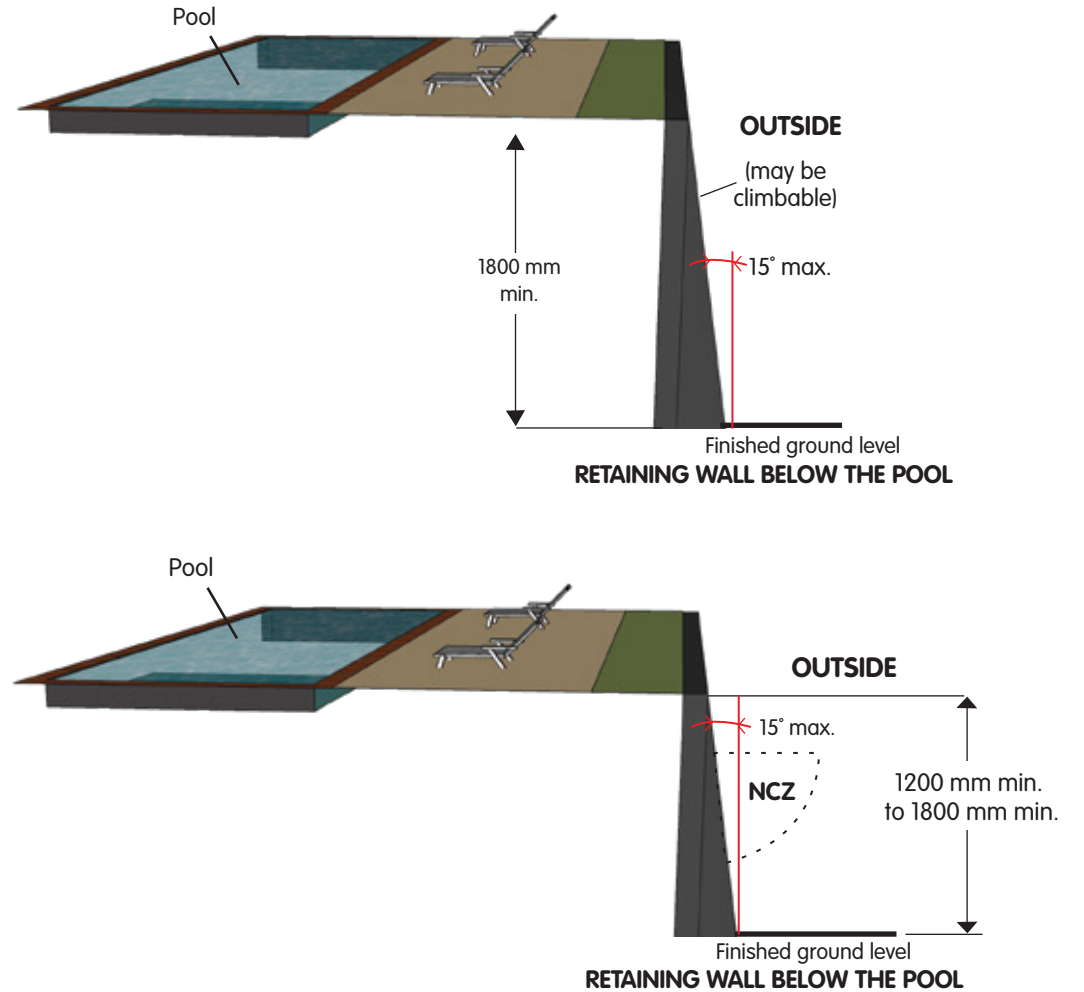 Pool
OUTSIDE
(may be
climbable)
1800 mm
min.
15° max.
Finished ground level
RETAINING WALL BELOW THE POOL
Pool
OUTSIDE
15° max.
NCZ
1200 mm min.
to 1800 mm min.
Finished ground level
RETAINING WALL BELOW THE POOL